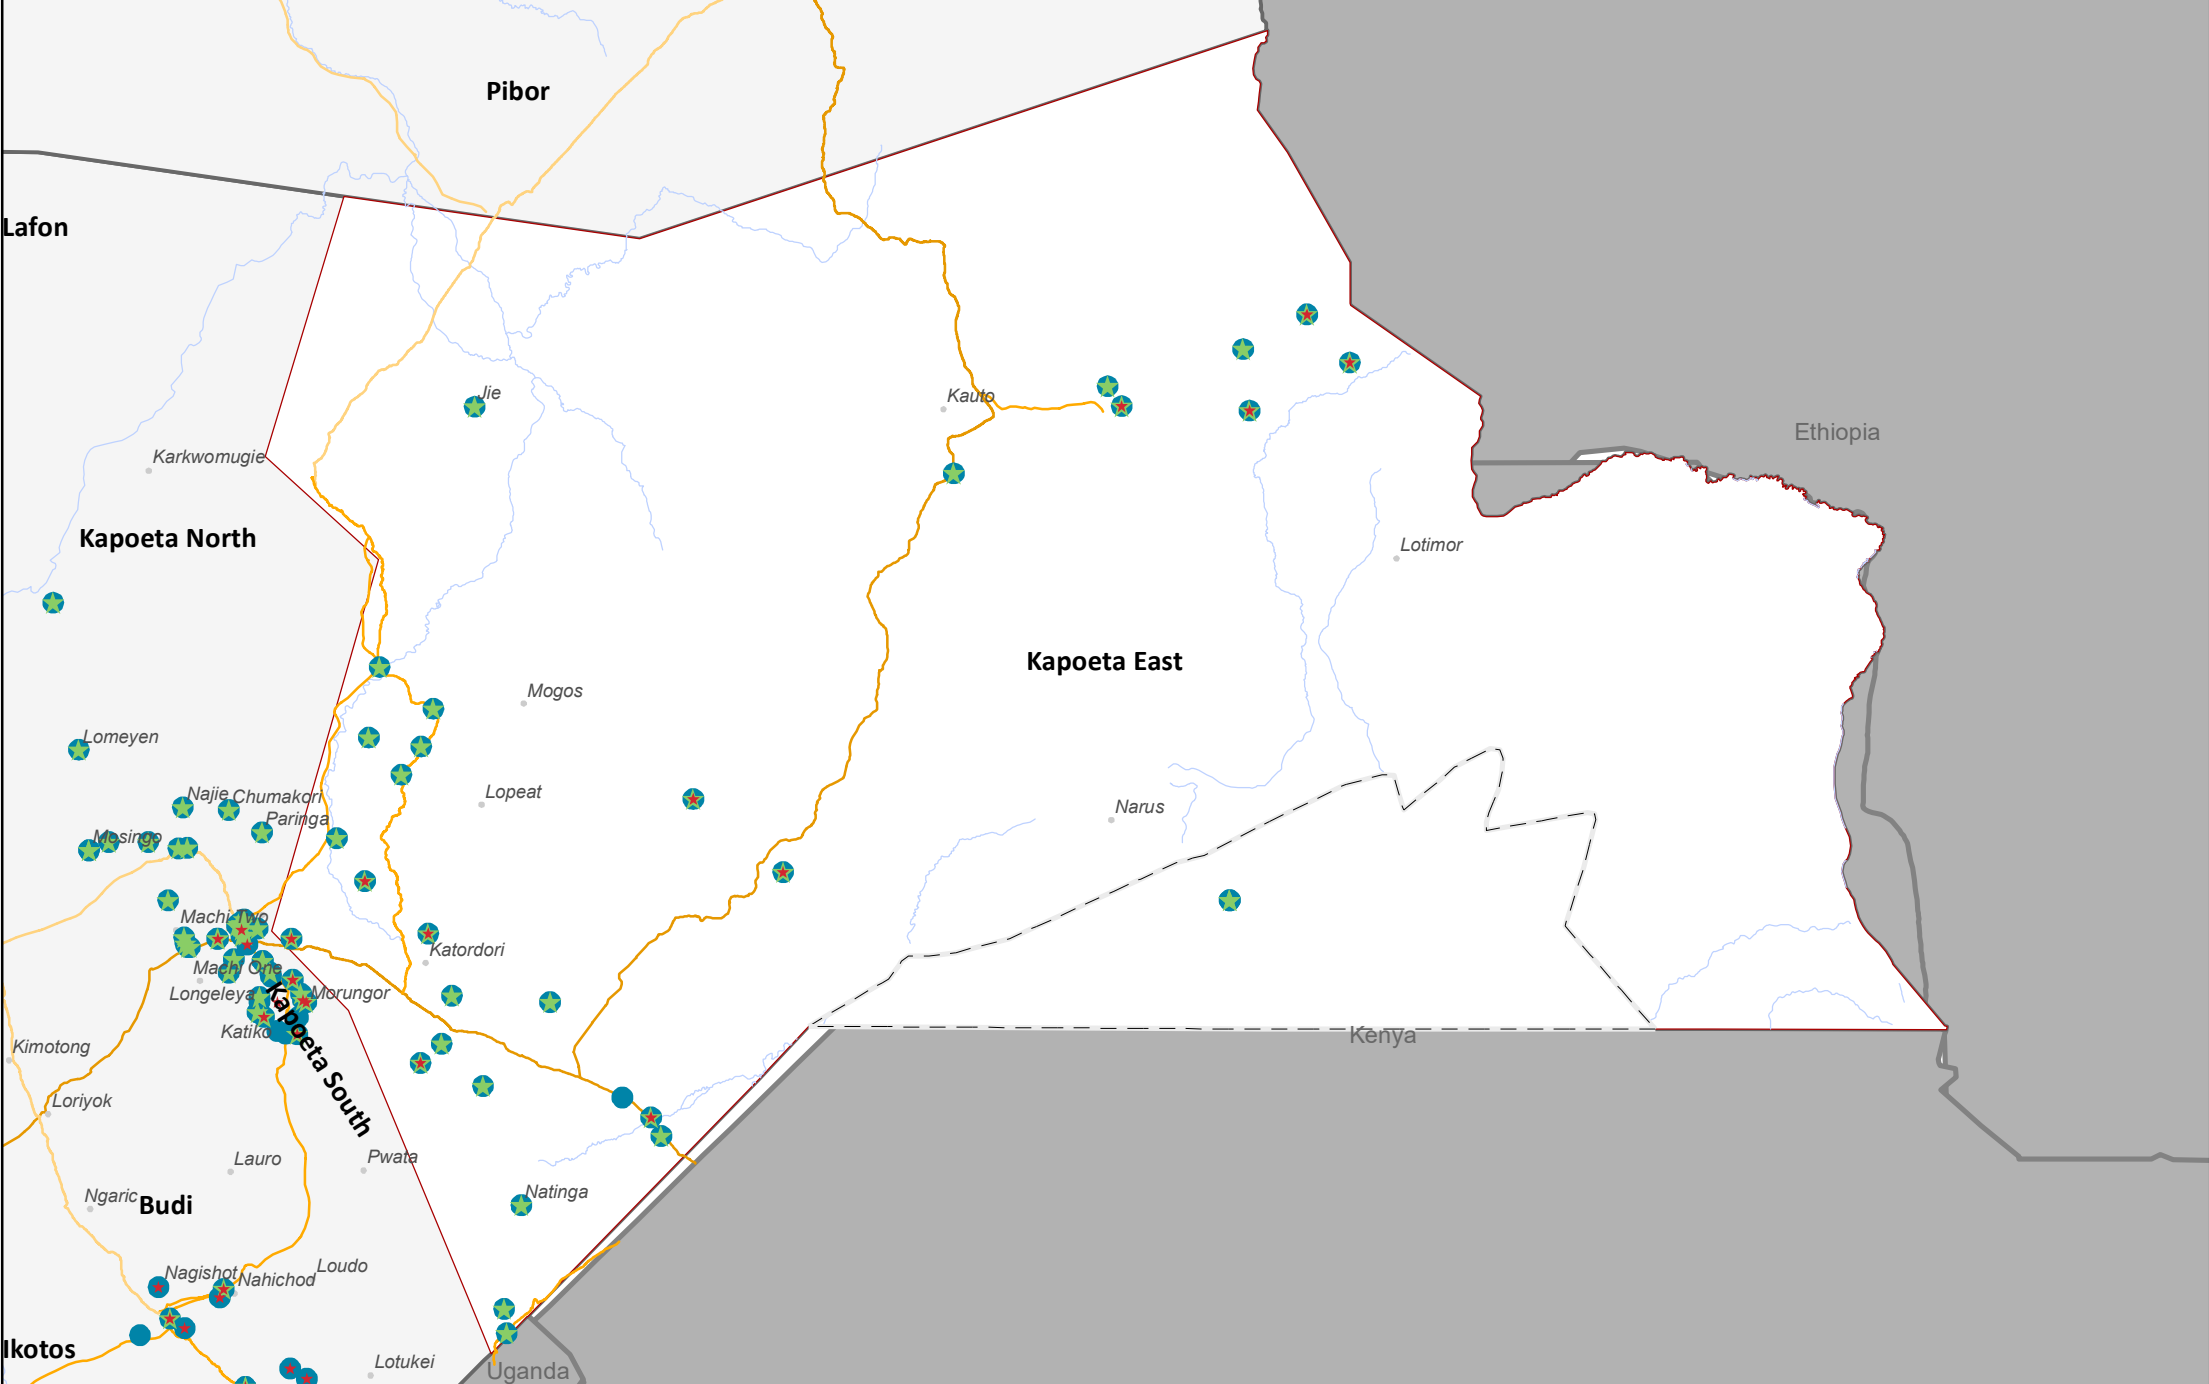 Pibor
Lafon
Jie
Kauto
Ethiopia
Karkwomugie
Kapoeta North
Lotimor
Kapoeta East
Mogos
Lomeyen
Lopeat
Najie
Chumakori
Narus
Paringa
Mosingo
Machi Two
Katordori
Machi One
Longeleya
Morungor
Kapoeta South
Katiko
Kenya
Kimotong
Loriyok
Lauro
Pwata
Natinga
Ngaric
Budi
Nagishot
Nahichod
Loudo
Ikotos
Lotukei
Uganda